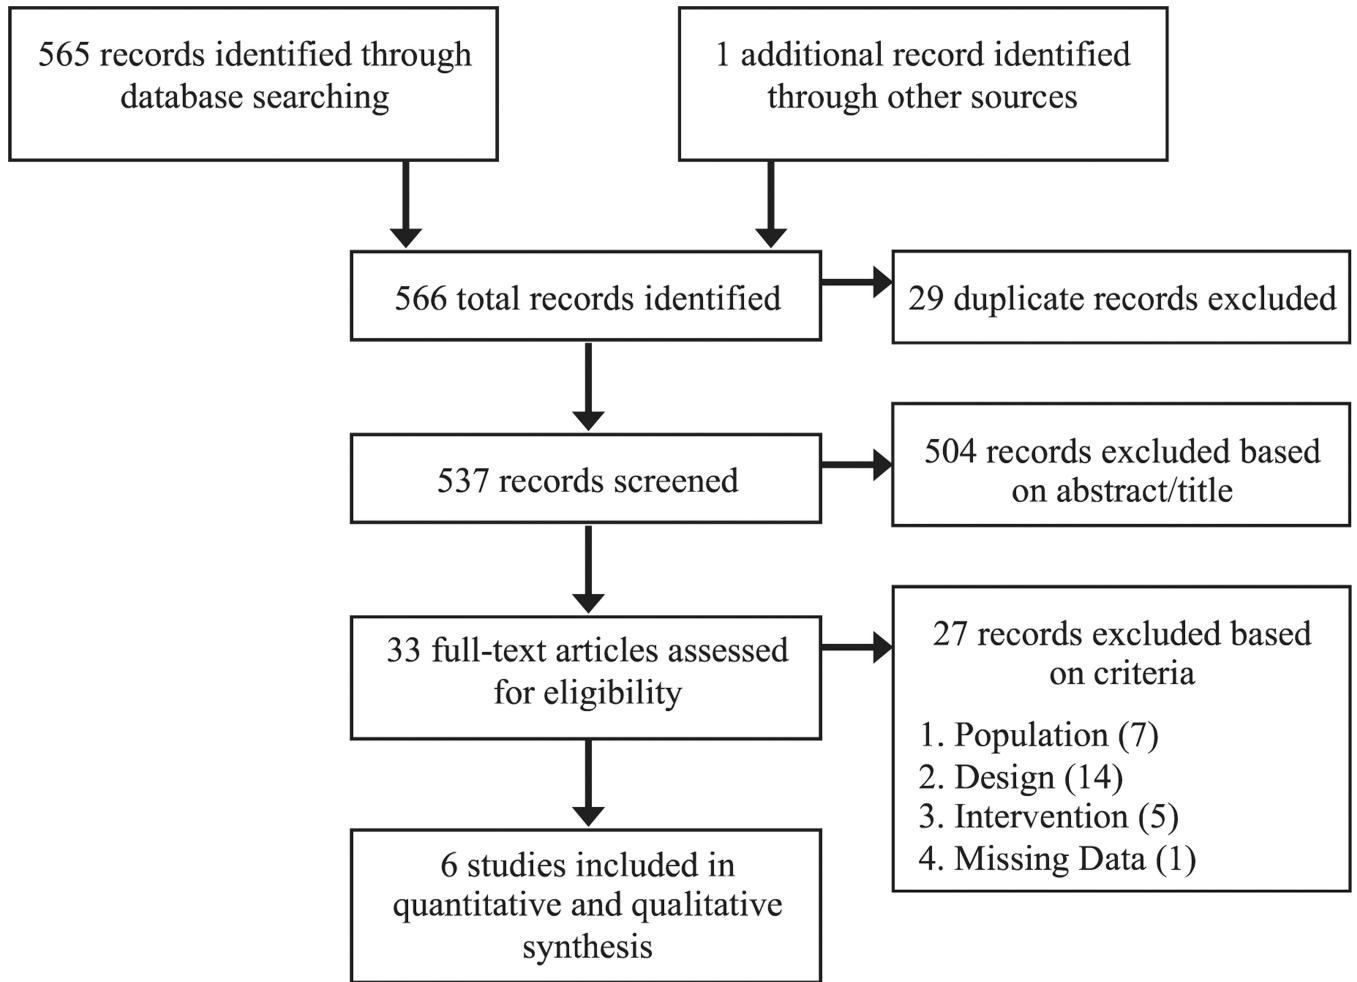 565 records identified through
database searching
1 additional record identified
through other sources
566 total records identified
29 duplicate records excluded
537 records screened
504 records excluded based
on abstract/title
33 full-text articles assessed
for eligibility
27 records excluded based
on criteria
1. Population (7)
2. Design (14)
3. Intervention (5)
4. Missing Data (1)
6 studies included in
quantitative and qualitative
synthesis